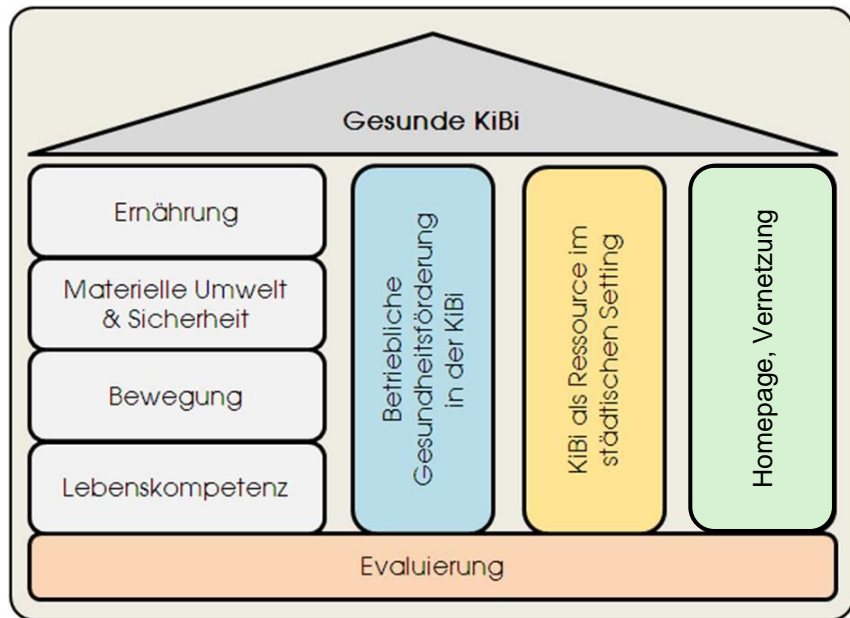 Gesunde KiBi
Ernährung
Materielle Umwelt
& Sicherheit
Bewegung
Lebenskompetenz
Betriebliche
Gesundheitsförderung
in der KiBi
KiBi als Ressource im
städtischen Setting
Homepage, Vernetzung
Evaluierung